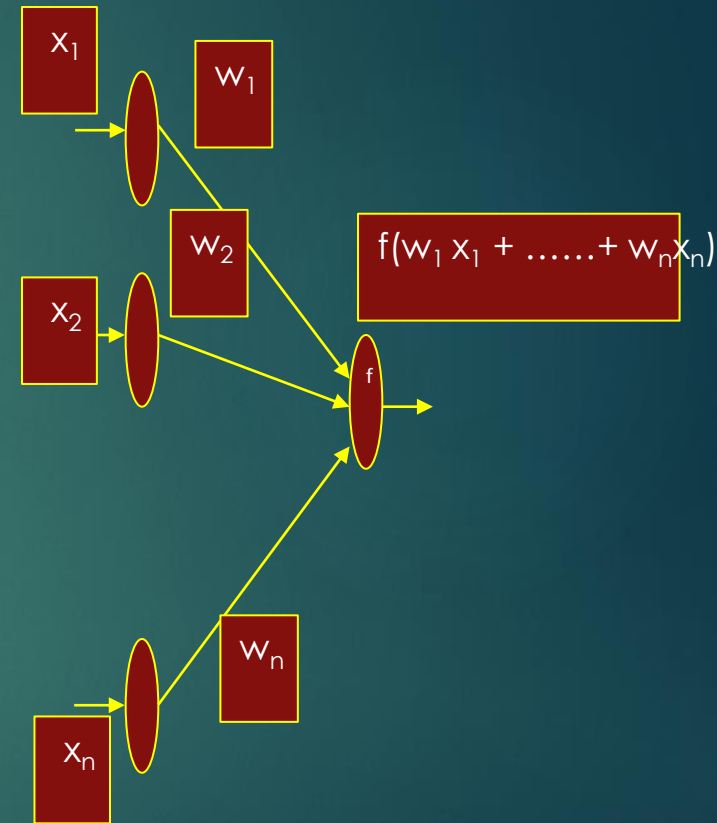 x₁
w₁
w₂
f(w₁ x₁ + ......+ wₙxₙ)
x₂
f
wₙ
xₙ